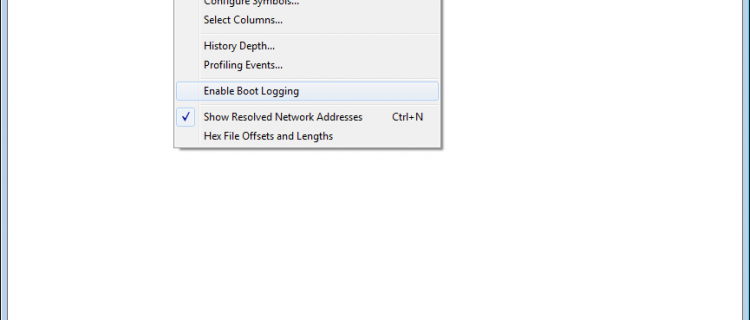 Configure Symbols...
Select Columns...
History Depth...
Profiling Events...
Enable Boot Logging
Show Resolved Network Addresses Ctrl+N
Hex File Offsets and Lengths